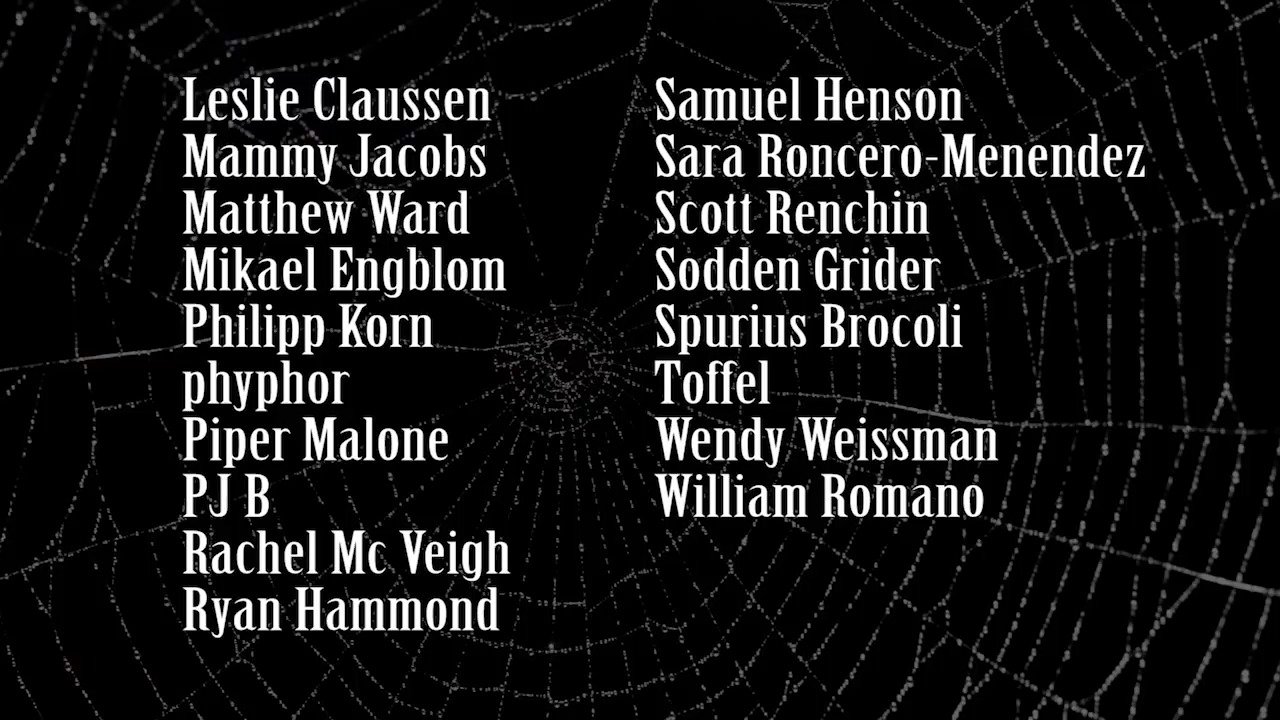 Leslie Claussen
Mammy Jacobs
Matthew Ward
Mikael Engblom
Philipp Korn
phyphor
Piper Malone
PJ B
Rachel Mc Veigh
Ryan Hammond
Samuel Henson
Sara Roncero-Menendez
Scott Renchin
Sodden Grider
Spurius Brocoli
Toffel
Wendy Weissman
William Romano